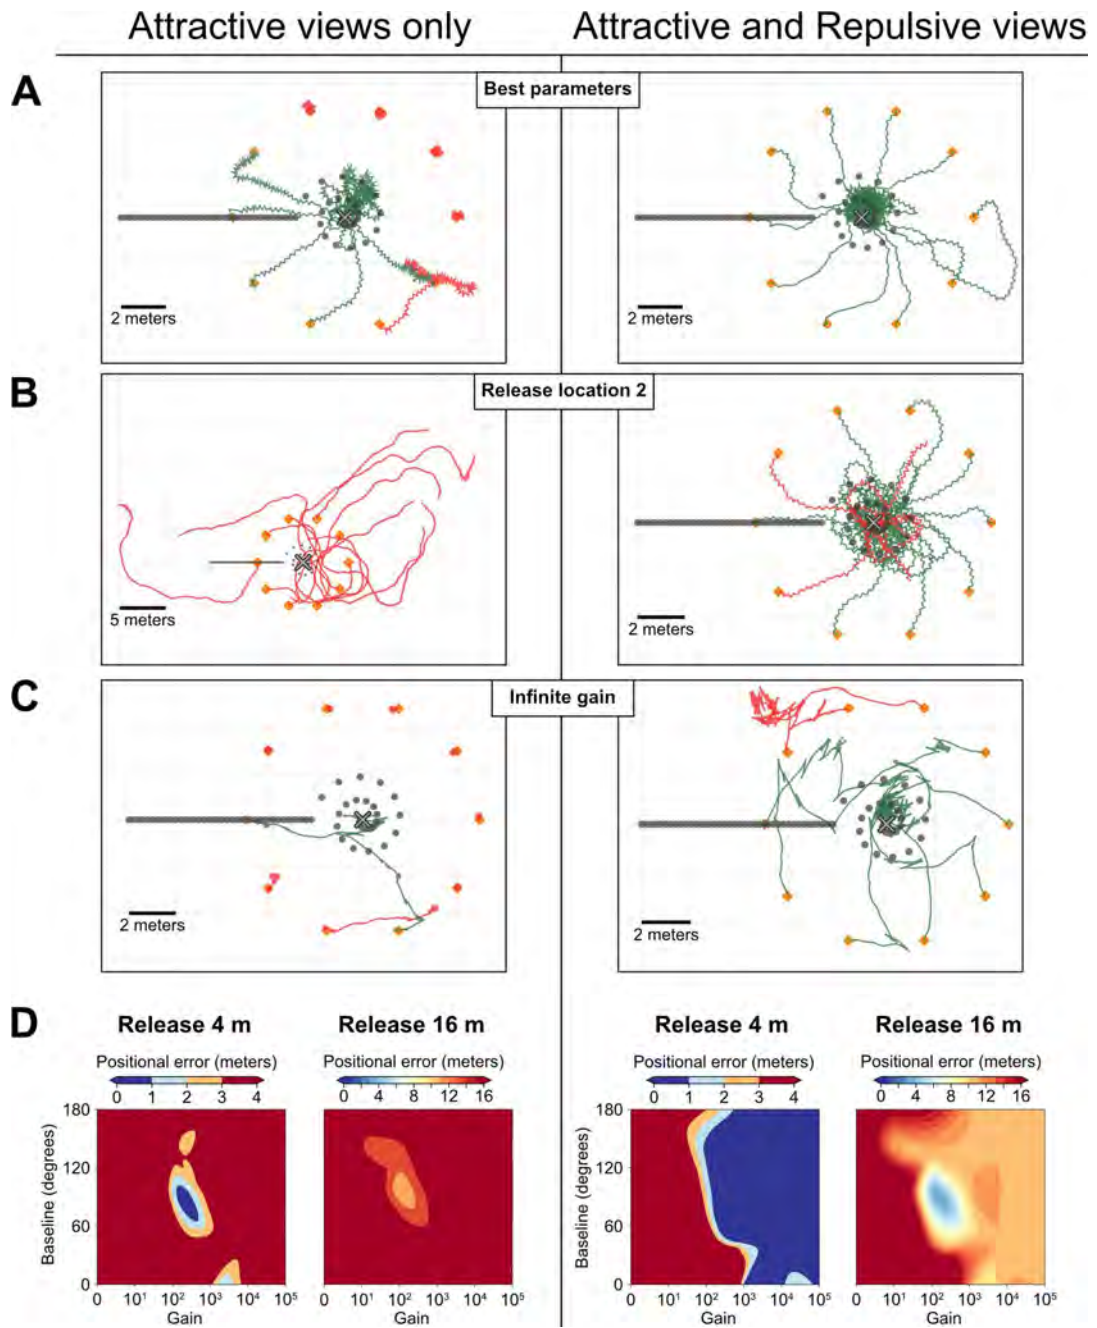 Attractive views only
Attractive and Repulsive views
A
Best parameters
2 meters
2 meters
B
Release location 2
5 meters
2 meters
C
Infinite gain
2 meters
2 meters
D
Release 4 m
Release 16 m
Release 4 m
Release 16 m
Positional error (meters)
Positional error (meters)
Positional error (meters)
Positional error (meters)
0 1 2 3 4
0 4 8 12 16
0 1 2 3 4
0 4 8 12 16
Baseline (degrees)
180
120
60
0
0 10¹ 10² 10³ 10⁴ 10⁵
Gain
0 10¹ 10² 10³ 10⁴ 10⁵
Gain
Baseline (degrees)
180
120
60
0
0 10¹ 10² 10³ 10⁴ 10⁵
Gain
0 10¹ 10² 10³ 10⁴ 10⁵
Gain